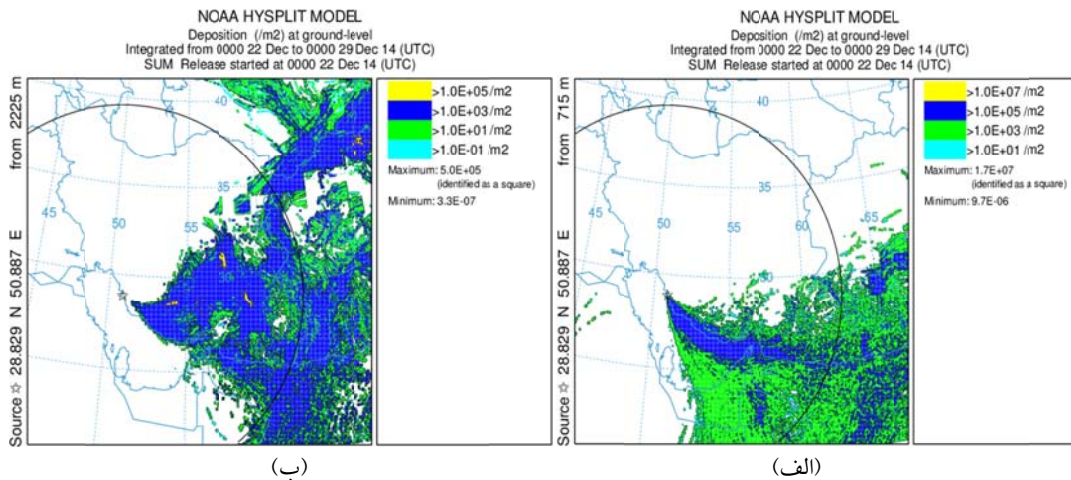 NOAA HYSPLIT MODEL
Deposition (/m2) at ground-level
Integrated from 0000 22 Dec to 0000 29 Dec 14 (UTC)
SUM Release started at 0000 22 Dec 14 (UTC)
Source ☆ 28.829 N 50.887 E from 2225 m
40
35
45
50
55
30
>1.0E+05 /m2
>1.0E+03 /m2
>1.0E+01 /m2
>1.0E-01 /m2
Maximum: 5.0E+05
(identified as a square)
Minimum: 3.3E-07
(ب)
NOAA HYSPLIT MODEL
Deposition (/m2) at ground-level
Integrated from 0000 22 Dec to 0000 29 Dec 14 (UTC)
SUM Release started at 0000 22 Dec 14 (UTC)
Source ☆ 28.829 N 50.887 E from 715 m
40
35
45
50
55
60
65
30
>1.0E+07 /m2
>1.0E+05 /m2
>1.0E+03 /m2
>1.0E+01 /m2
Maximum: 1.7E+07
(identified as a square)
Minimum: 9.7E-06
(الف)